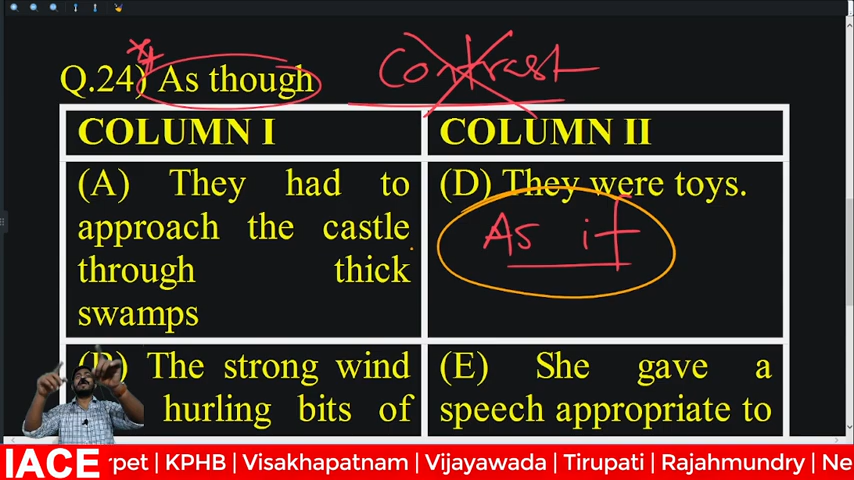 Q.24) As though
Contrast
COLUMN I
COLUMN II
(A) They had to
approach the castle
through thick
swamps
(D) They were toys.
As if
(B) The strong wind
hurling bits of
(E) She gave a
speech appropriate to
IACE rpet | KPHB | Visakhapatnam | Vijayawada | Tirupati | Rajahmundry | Ne